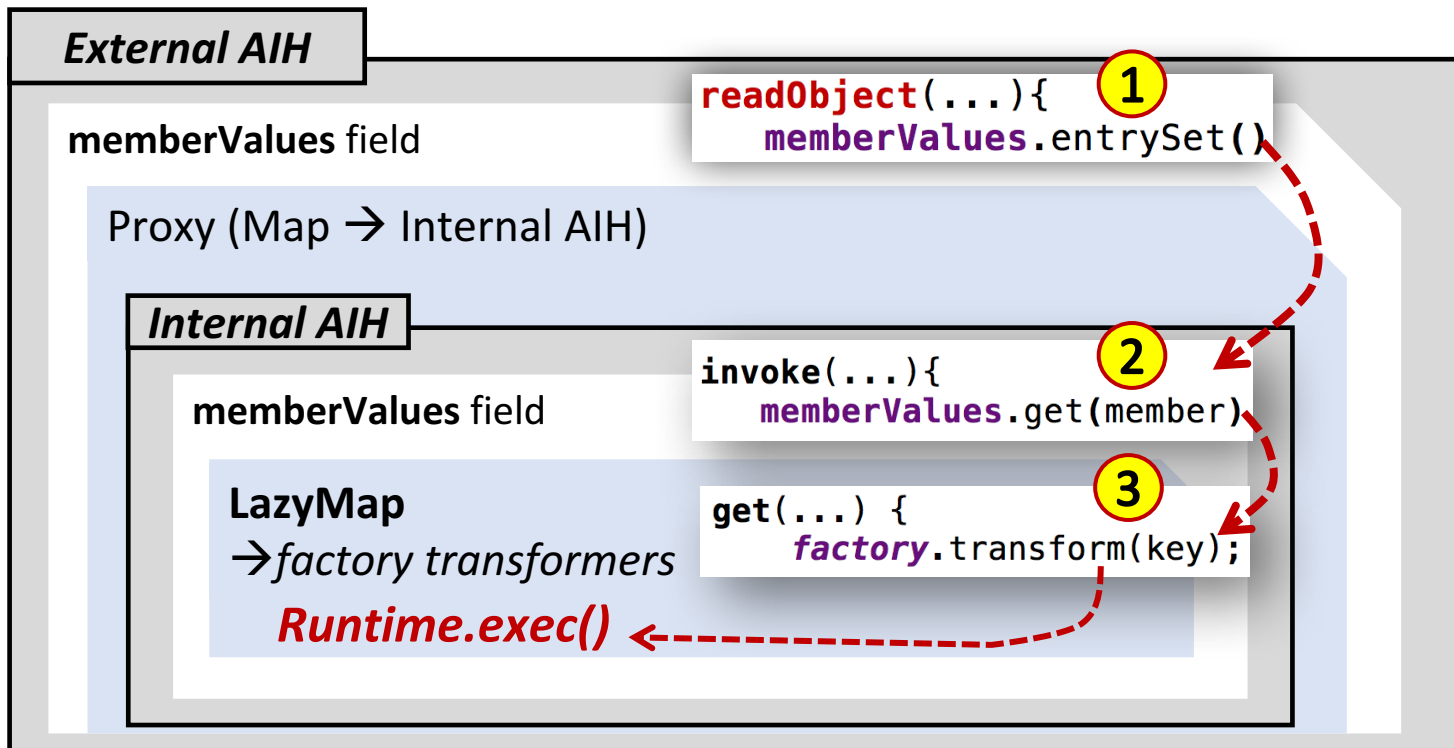 External AIH
1
readObject(...){
memberValues.entrySet()
memberValues field
Proxy (Map → Internal AIH)
Internal AIH
2
invoke(...){
memberValues.get(member)
memberValues field
3
get(...) {
factory.transform(key);
LazyMap
→factory transformers
Runtime.exec()